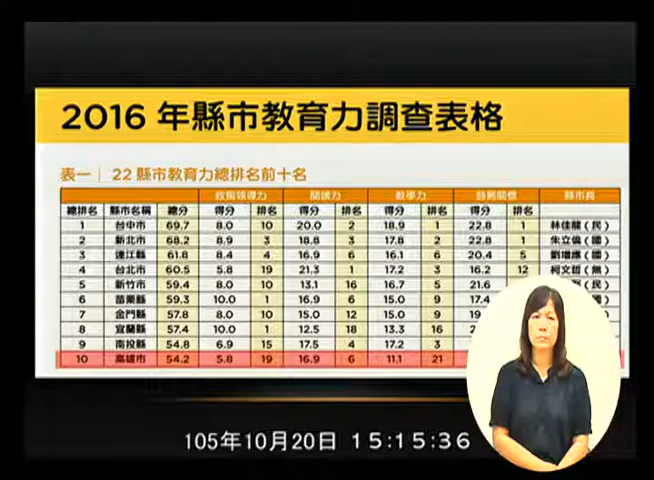 2016 年縣市教育力調查表格
表一｜ 22 縣市教育力總排名前十名
政策領導力 閱讀力 教學力 弱勢關懷 縣市長
總排名 縣市名稱 總分 得分 排名 得分 排名 得分 排名 得分 排名
1 台中市 69.7 8.0 10 20.0 2 18.9 1 22.8 1 林佳龍(民)
2 新北市 68.2 8.9 3 18.8 3 17.8 2 22.8 1 朱立倫(國)
3 連江縣 61.8 8.4 4 16.9 6 16.1 6 20.4 5 劉增應(國)
4 台北市 60.5 5.8 19 21.3 1 17.2 3 16.2 12 柯文哲(無)
5 新竹市 59.4 8.0 10 13.1 16 16.7 5 21.6 (民)
6 苗栗縣 59.3 10.0 1 16.9 6 15.0 9 17.4 (國)
7 金門縣 57.8 8.0 10 15.0 12 15.0 9 19
8 宜蘭縣 57.4 10.0 1 12.5 18 13.3 16 2
9 南投縣 54.8 6.9 15 17.5 4 17.2 3
10 高雄市 54.2 5.8 19 16.9 6 11.1 21
105年10月20日 15:15:36